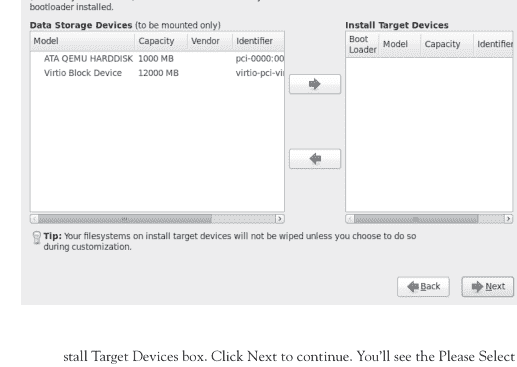 bootloader installed.
Data Storage Devices (to be mounted only)
Model Capacity Vendor Identifier
ATA QEMU HARDDISK 1000 MB pci-0000:00
Virtio Block Device 12000 MB virtio-pci-vi
Install Target Devices
Boot Loader Model Capacity Identifier
Tip: Your filesystems on install target devices will not be wiped unless you choose to do so
during customization.
Back Next
stall Target Devices box. Click Next to continue. You'll see the Please Select